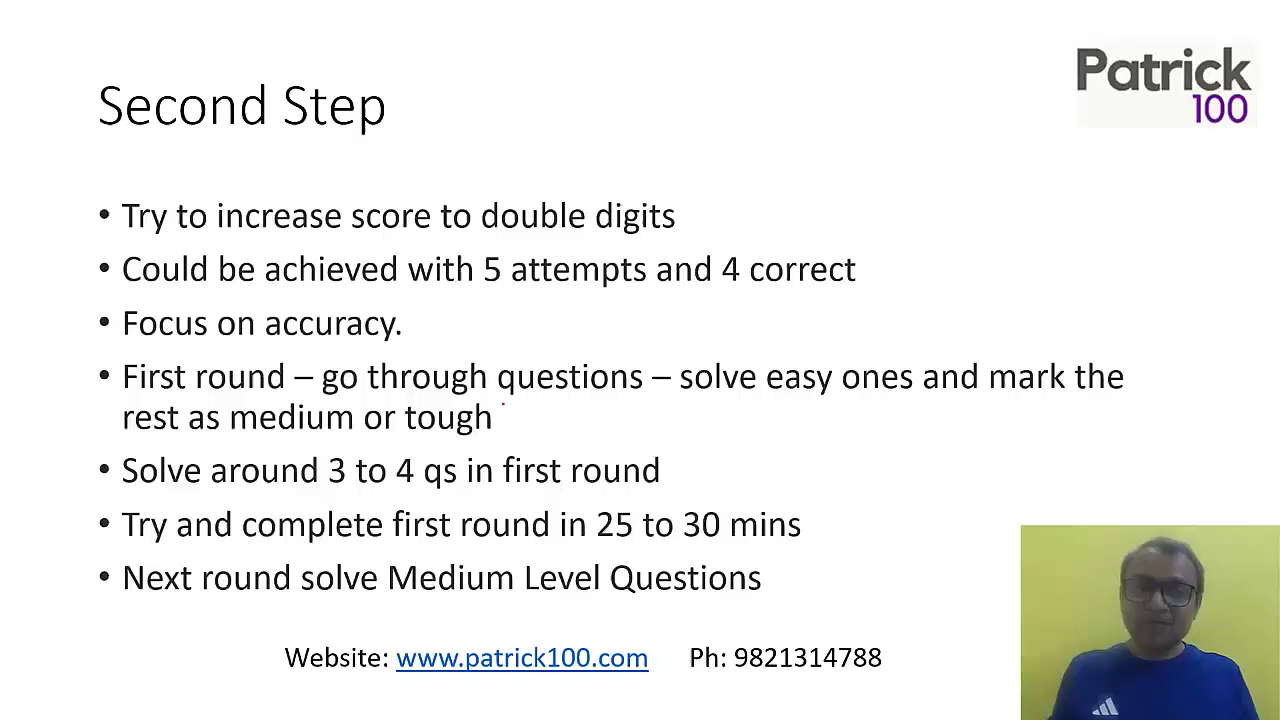 Patrick
100
Second Step
• Try to increase score to double digits
• Could be achieved with 5 attempts and 4 correct
• Focus on accuracy.
• First round – go through questions – solve easy ones and mark the
rest as medium or tough
• Solve around 3 to 4 qs in first round
• Try and complete first round in 25 to 30 mins
• Next round solve Medium Level Questions
Website: www.patrick100.com Ph: 9821314788